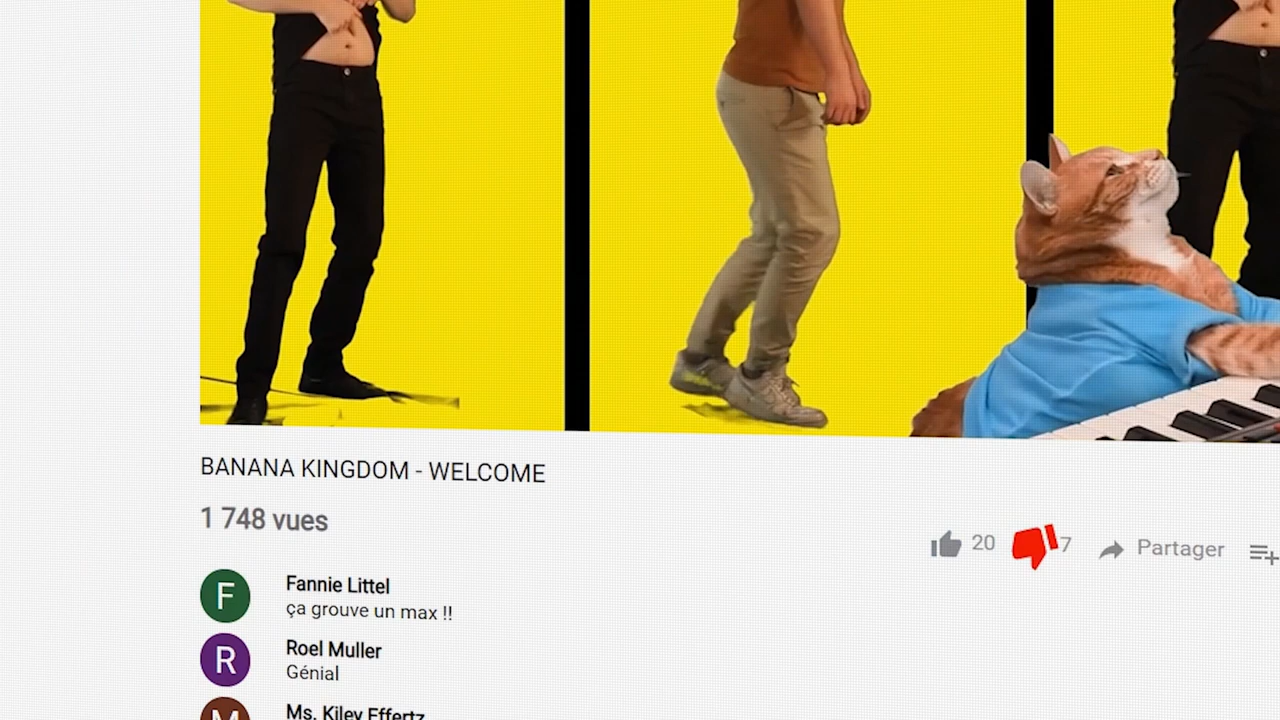 BANANA KINGDOM - WELCOME
1 748 vues
20
7
Partager
F
Fannie Littel
ça grouve un max !!
R
Roel Muller
Génial
M
Ms. Kiley Effertz